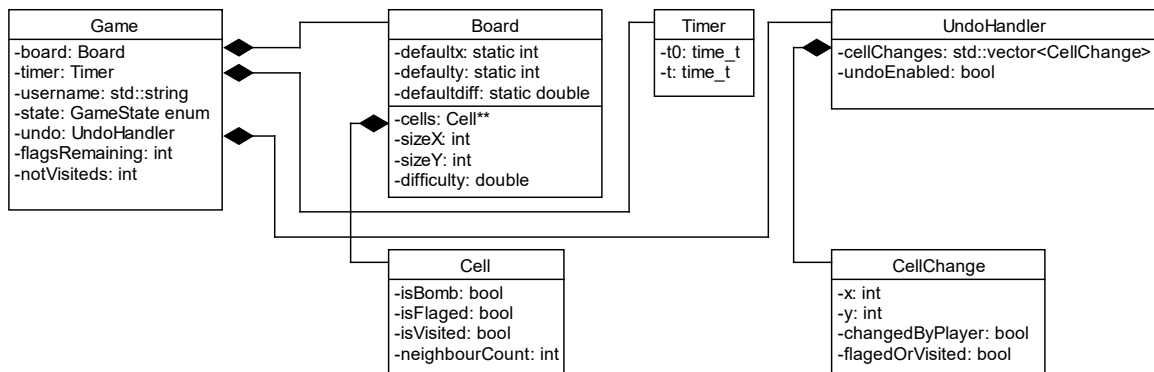 Game
-board: Board
-timer: Timer
-username: std::string
-state: GameState enum
-undo: UndoHandler
-flagsRemaining: int
-notVisiteds: int
Board
-defaultx: static int
-defaulty: static int
-defaultdiff: static double
-cells: Cell**
-sizeX: int
-sizeY: int
-difficulty: double
Timer
-t0: time_t
-t: time_t
UndoHandler
-cellChanges: std::vector<CellChange>
-undoEnabled: bool
Cell
-isBomb: bool
-isFlaged: bool
-isVisited: bool
-neighbourCount: int
CellChange
-x: int
-y: int
-changedByPlayer: bool
-flagedOrVisited: bool